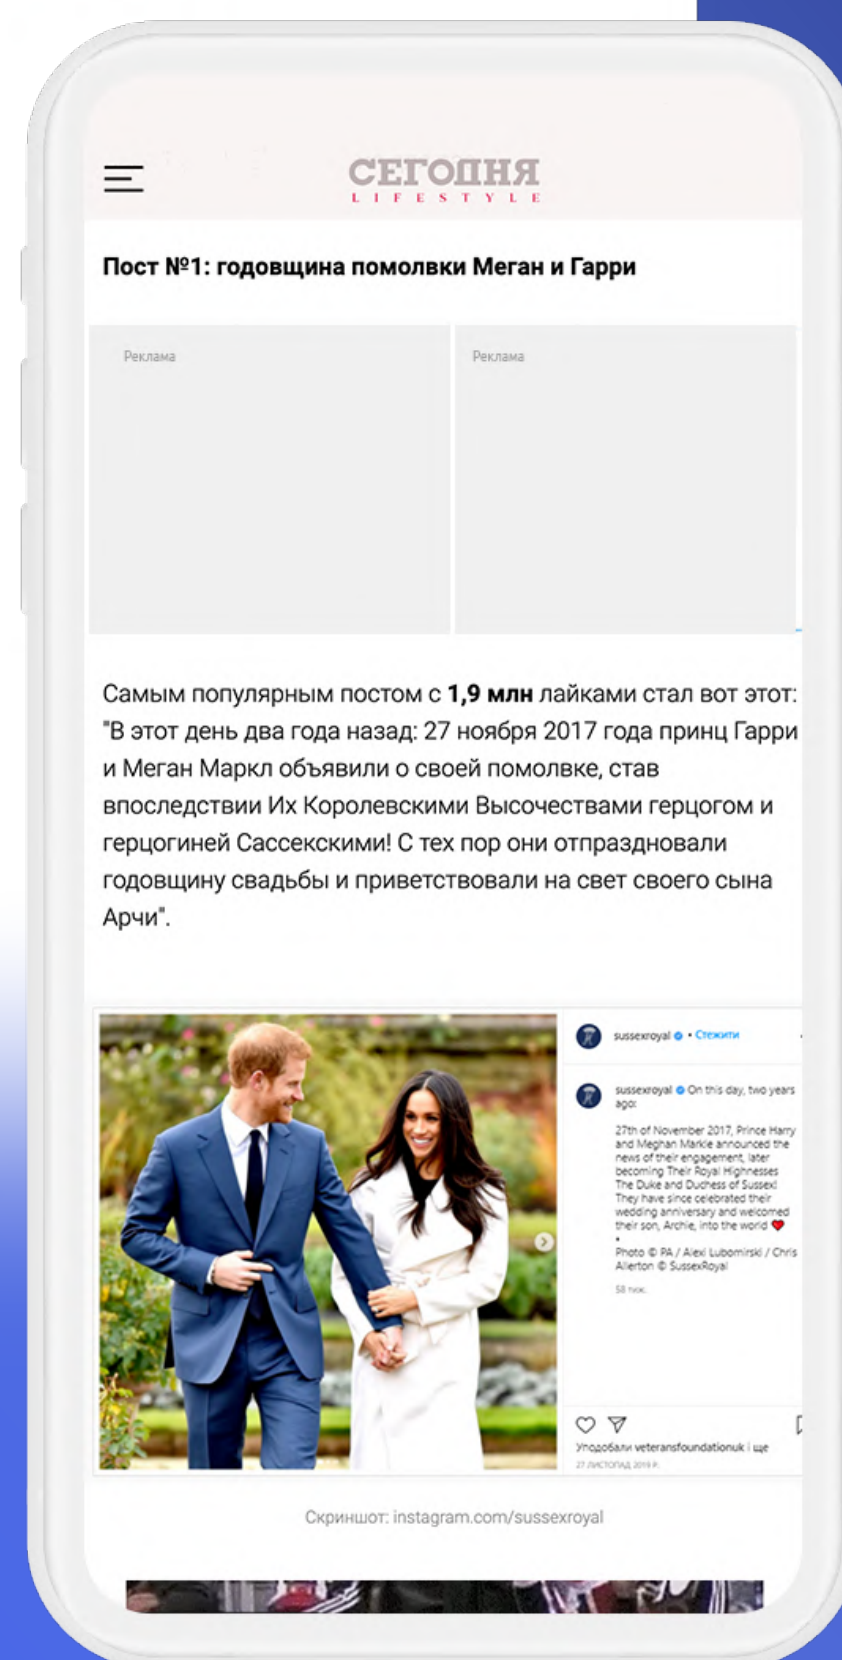 СЕГОДНЯ
LIFESTYLE
Пост №1: годовщина помолвки Меган и Гарри
Реклама
Реклама
Самым популярным постом с 1,9 млн лайками стал вот этот:
"В этот день два года назад: 27 ноября 2017 года принц Гарри
и Меган Маркл объявили о своей помолвке, став
впоследствии Их Королевскими Высочествами герцогом и
герцогиней Сассекскими! С тех пор они отпраздновали
годовщину свадьбы и приветствовали на свет своего сына
Арчи".
sussexroyal • Стежити
sussexroyal On this day, two years
ago:
27th of November 2017, Prince Harry
and Meghan Markle announced the
news of their engagement, later
becoming Their Royal Highnesses
The Duke and Duchess of Sussex!
They have since celebrated their
wedding anniversary and welcomed
their son, Archie, into the world ❤️
•
Photo © PA / Alexi Lubomirski / Chris
Allerton © SussexRoyal
58 тиж.
Уподобали veteransfoundationuk і ще
27 ЛИСТОПАД 2019 Р.
Скриншот: instagram.com/sussexroyal